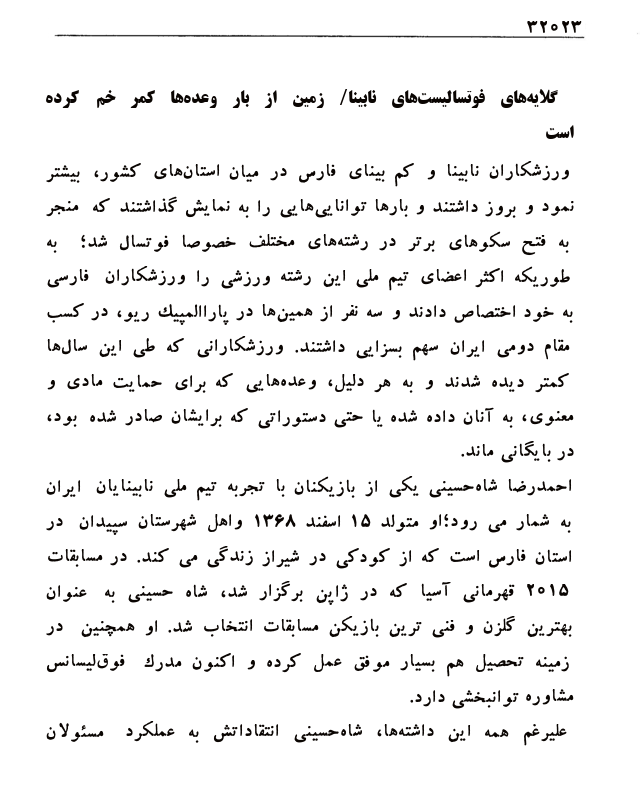 ۳۲۰۲۳
گلایه‌های فوتسالیست‌های نابینا/ زمین از بار وعده‌ها کمر خم کرده
است
ورزشکاران نابینا و کم بینای فارس در میان استان‌های کشور، بیشتر
نمود و بروز داشتند و بارها توانایی‌هایی را به نمایش گذاشتند که منجر
به فتح سکوهای برتر در رشته‌های مختلف خصوصا فوتسال شد؛ به
طوریکه اکثر اعضای تیم ملی این رشته ورزشی را ورزشکاران فارسی
به خود اختصاص دادند و سه نفر از همین‌ها در پاراالمپیك ریو، در کسب
مقام دومی ایران سهم بسزایی داشتند. ورزشکارانی که طی این سال‌ها
کمتر دیده شدند و به هر دلیل، وعده‌هایی که برای حمایت مادی و
معنوی، به آنان داده شده یا حتی دستوراتی که برایشان صادر شده بود،
در بایگانی ماند.
احمدرضا شاه‌حسینی یکی از بازیکنان با تجربه تیم ملی نابینایان ایران
به شمار می رود؛او متولد ۱۵ اسفند ۱۳۶۸ واهل شهرستان سپیدان در
استان فارس است که از کودکی در شیراز زندگی می کند. در مسابقات
۲۰۱۵ قهرمانی آسیا که در ژاپن برگزار شد، شاه حسینی به عنوان
بهترین گلزن و فنی ترین بازیکن مسابقات انتخاب شد. او همچنین در
زمینه تحصیل هم بسیار موفق عمل کرده و اکنون مدرك فوق‌لیسانس
مشاوره توانبخشی دارد.
علیرغم همه این داشته‌ها، شاه‌حسینی انتقاداتش به عملکرد مسئولان